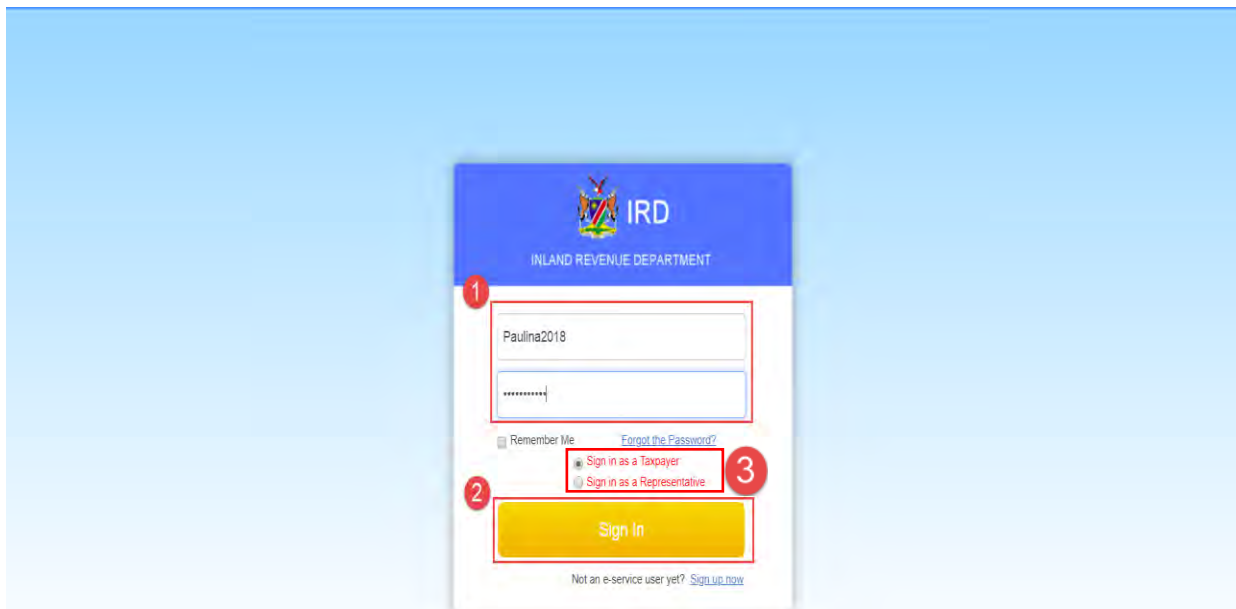 IRD
INLAND REVENUE DEPARTMENT
1
Paulina2018
•••••••••••
Remember Me Forgot the Password?
Sign in as a Taxpayer
3
Sign in as a Representative
2
Sign In
Not an e-service user yet? Sign up now